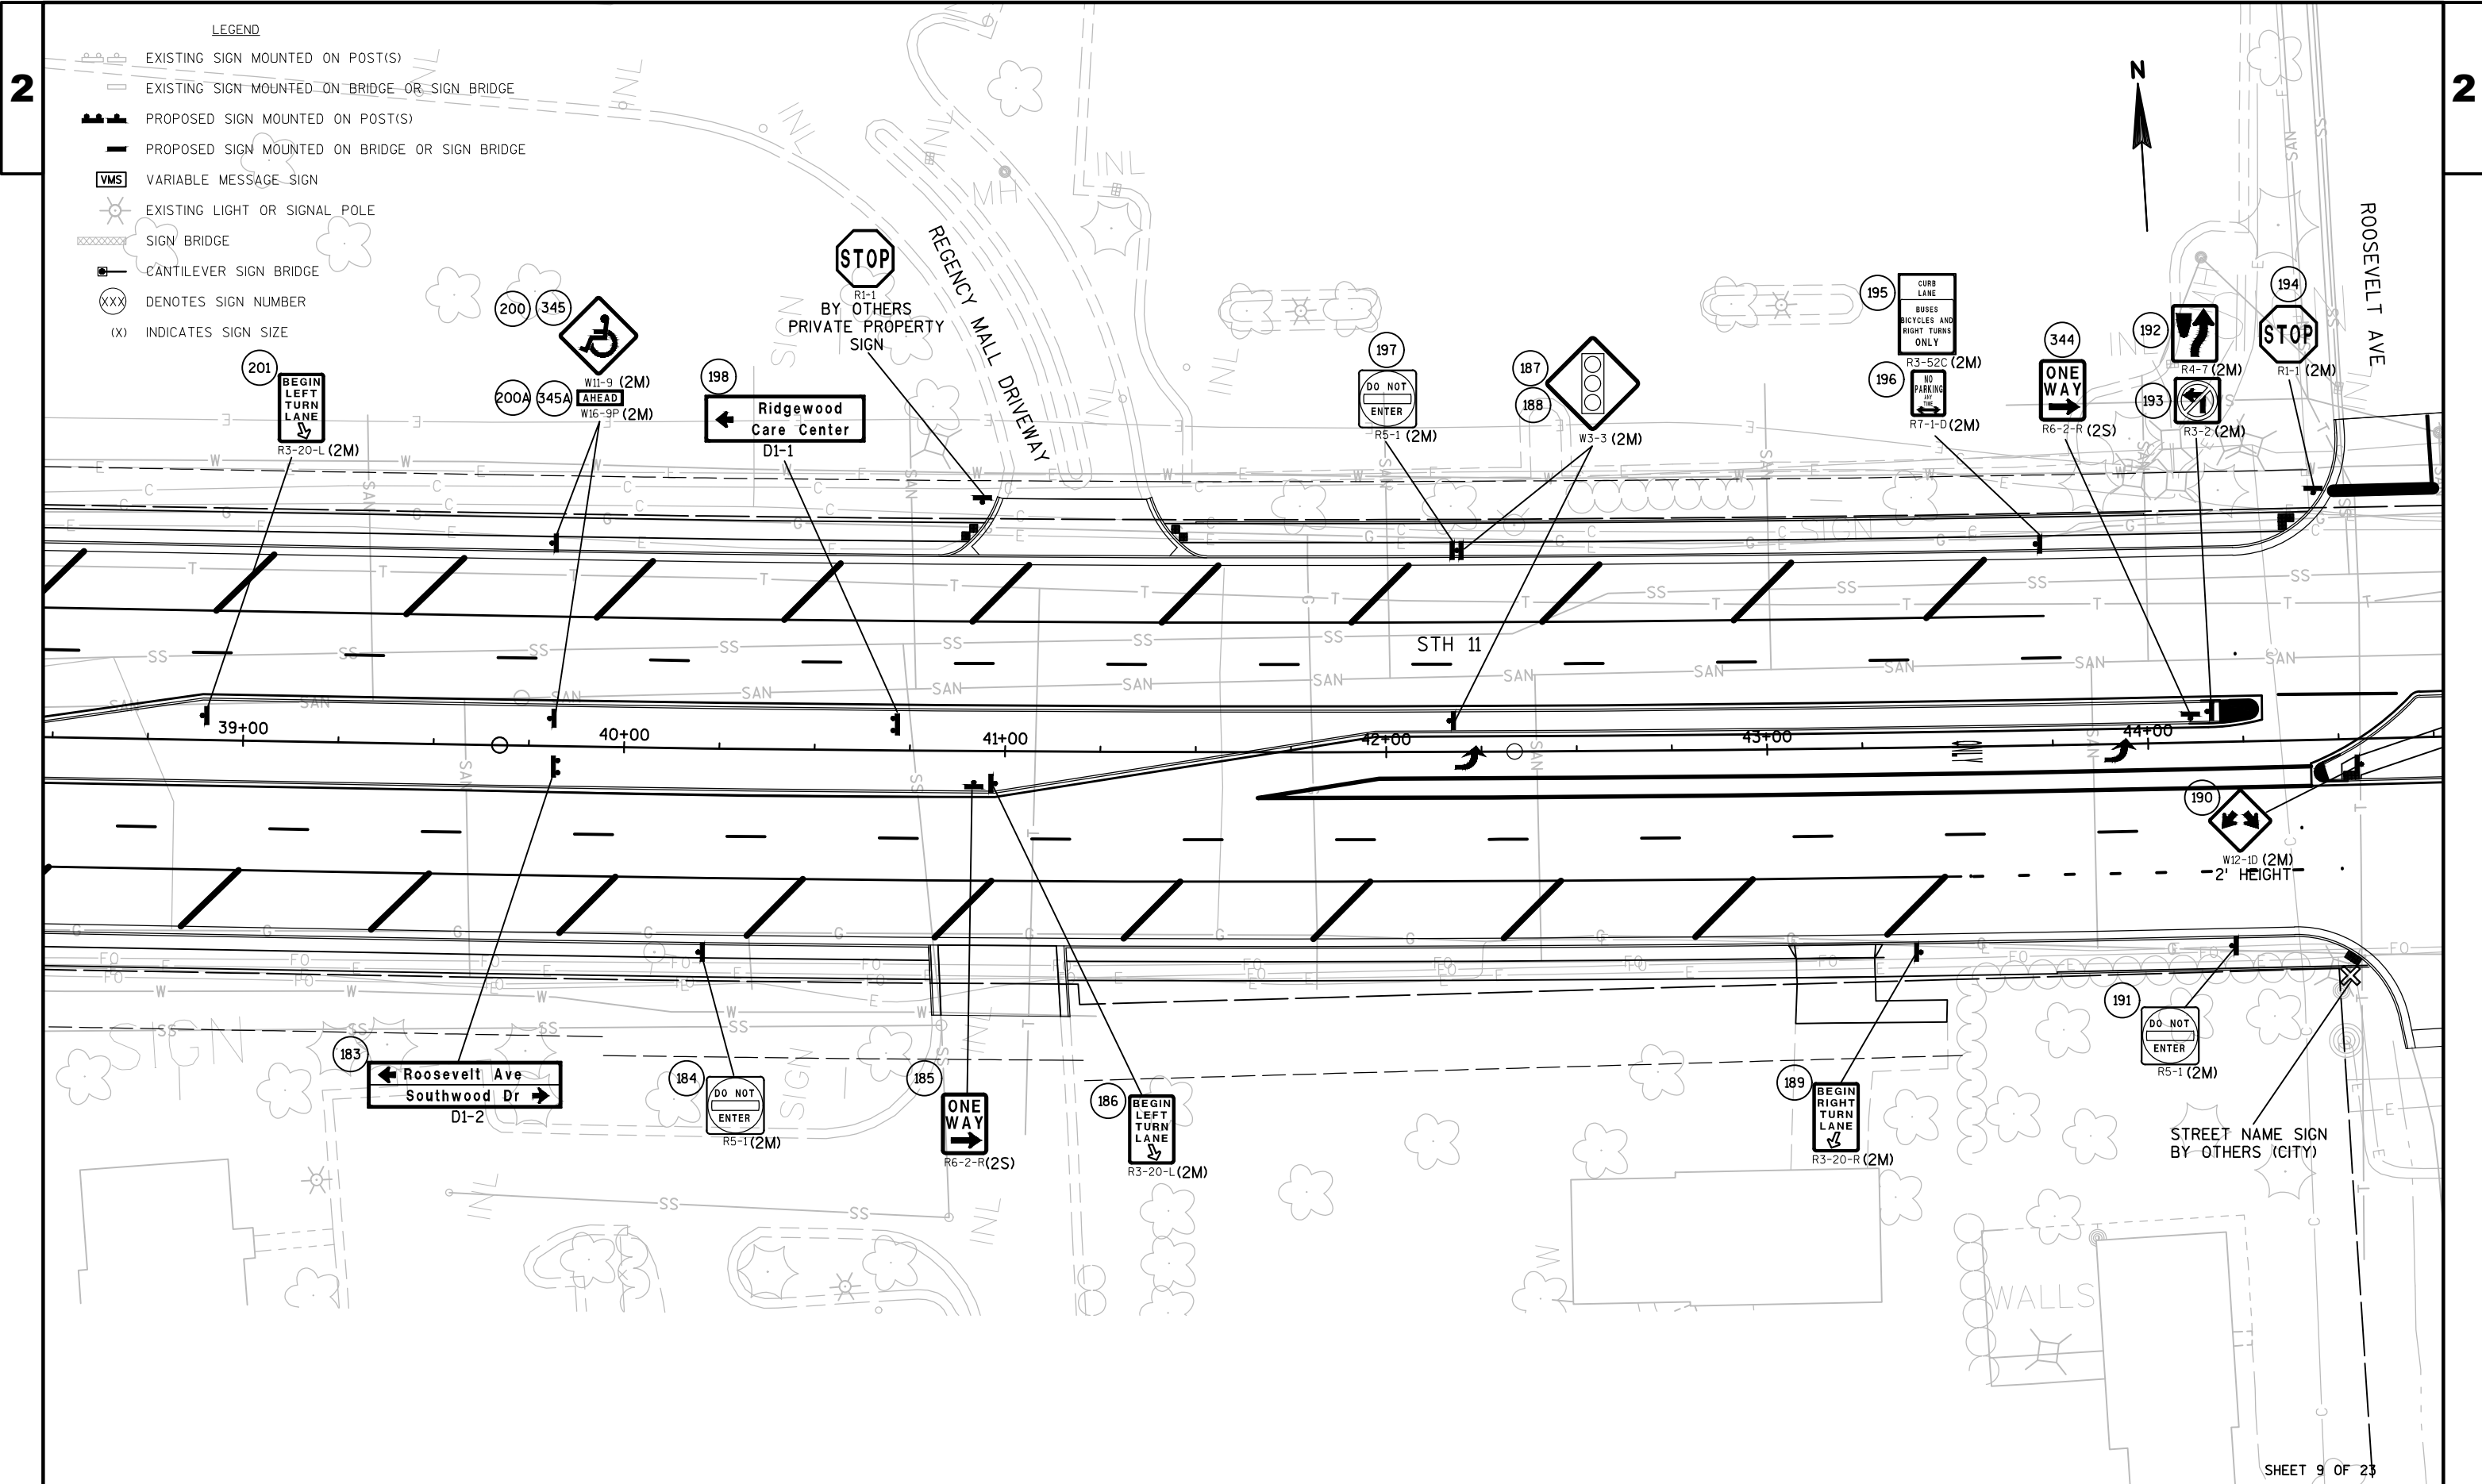 2
2
LEGEND
EXISTING SIGN MOUNTED ON POST(S)
EXISTING SIGN MOUNTED ON BRIDGE OR SIGN BRIDGE
PROPOSED SIGN MOUNTED ON POST(S)
PROPOSED SIGN MOUNTED ON BRIDGE OR SIGN BRIDGE
VMS VARIABLE MESSAGE SIGN
EXISTING LIGHT OR SIGNAL POLE
SIGN BRIDGE
CANTILEVER SIGN BRIDGE
XXX DENOTES SIGN NUMBER
(X) INDICATES SIGN SIZE
N
201
BEGIN
LEFT
TURN
LANE
R3-20-L (2M)
200 345
W11-9 (2M)
200A 345A AHEAD
W16-9P (2M)
198
Ridgewood
Care Center
D1-1
STOP
R1-1
BY OTHERS
PRIVATE PROPERTY
SIGN
REGENCY MALL DRIVEWAY
197
DO NOT
ENTER
R5-1 (2M)
187
188
W3-3 (2M)
195
CURB
LANE
BUSES
BICYCLES AND
RIGHT TURNS
ONLY
R3-52C (2M)
196
NO
PARKING
ANY
TIME
R7-1-D (2M)
344
ONE
WAY
R6-2-R (2S)
192
R4-7 (2M)
193
R3-2 (2M)
194
STOP
R1-1 (2M)
ROOSEVELT AVE
STH 11
39+00
40+00
41+00
42+00
43+00
44+00
190
W12-1D (2M)
2' HEIGHT
183
Roosevelt Ave
Southwood Dr
D1-2
184
DO NOT
ENTER
R5-1 (2M)
185
ONE
WAY
R6-2-R (2S)
186
BEGIN
LEFT
TURN
LANE
R3-20-L (2M)
189
BEGIN
RIGHT
TURN
LANE
R3-20-R (2M)
191
DO NOT
ENTER
R5-1 (2M)
STREET NAME SIGN
BY OTHERS (CITY)
SIGN
SIGN
SIGN
SIGN
MH
INL
INL
WALLS
SHEET 9 OF 23